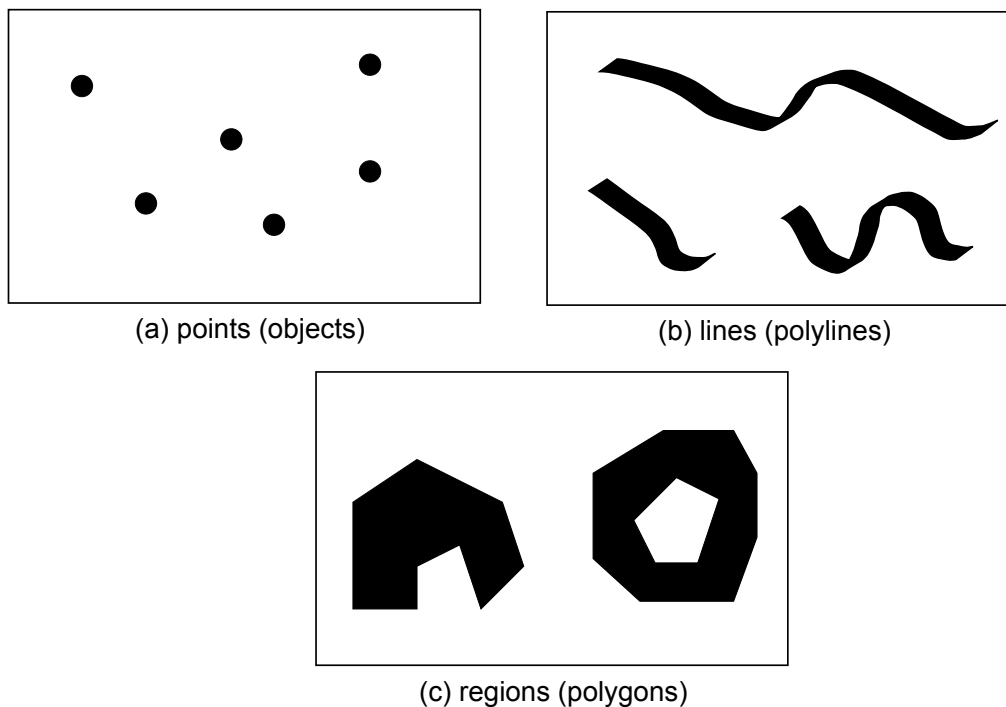 (a) points (objects)
(b) lines (polylines)
(c) regions (polygons)